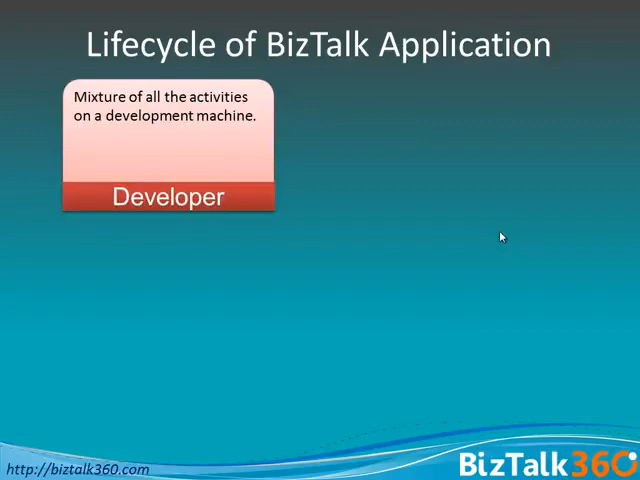 Lifecycle of BizTalk Application
Mixture of all the activities
on a development machine.
Developer
http://biztalk360.com
BizTalk360